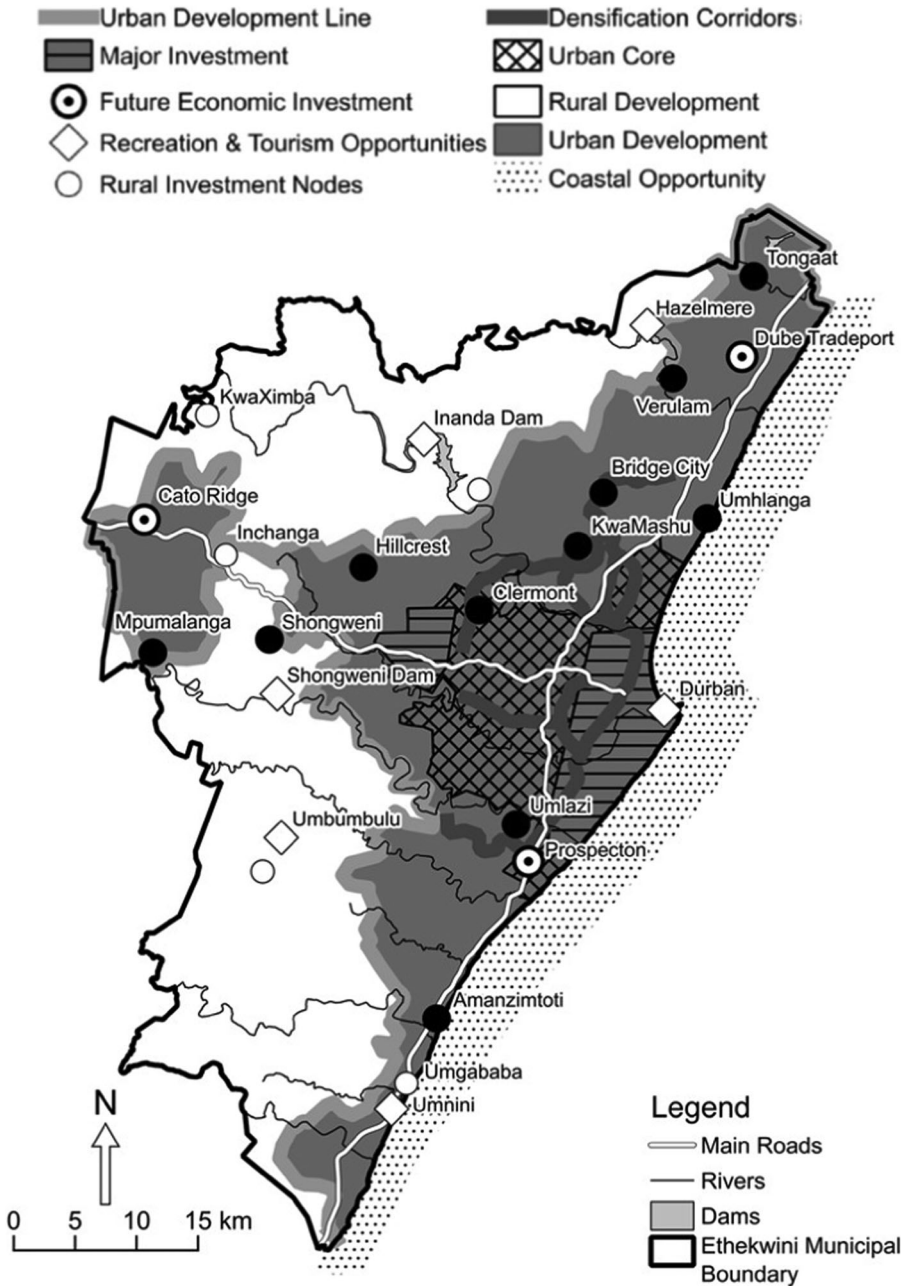 Urban Development Line
Major Investment
Future Economic Investment
Recreation & Tourism Opportunities
Rural Investment Nodes
Densification Corridors
Urban Core
Rural Development
Urban Development
Coastal Opportunity
Tongaat
Hazelmere
Dube Tradeport
KwaXimba
Verulam
Inanda Dam
Bridge City
Cato Ridge
Umhlanga
Inchanga
KwaMashu
Hillcrest
Clermont
Mpumalanga
Shongweni
Shongweni Dam
Durban
Umlazi
Umbumbulu
Prospecton
Amanzimtoti
Umgababa
Umnini
N
0 5 10 15 km
Legend
Main Roads
Rivers
Dams
Ethekwini Municipal
Boundary